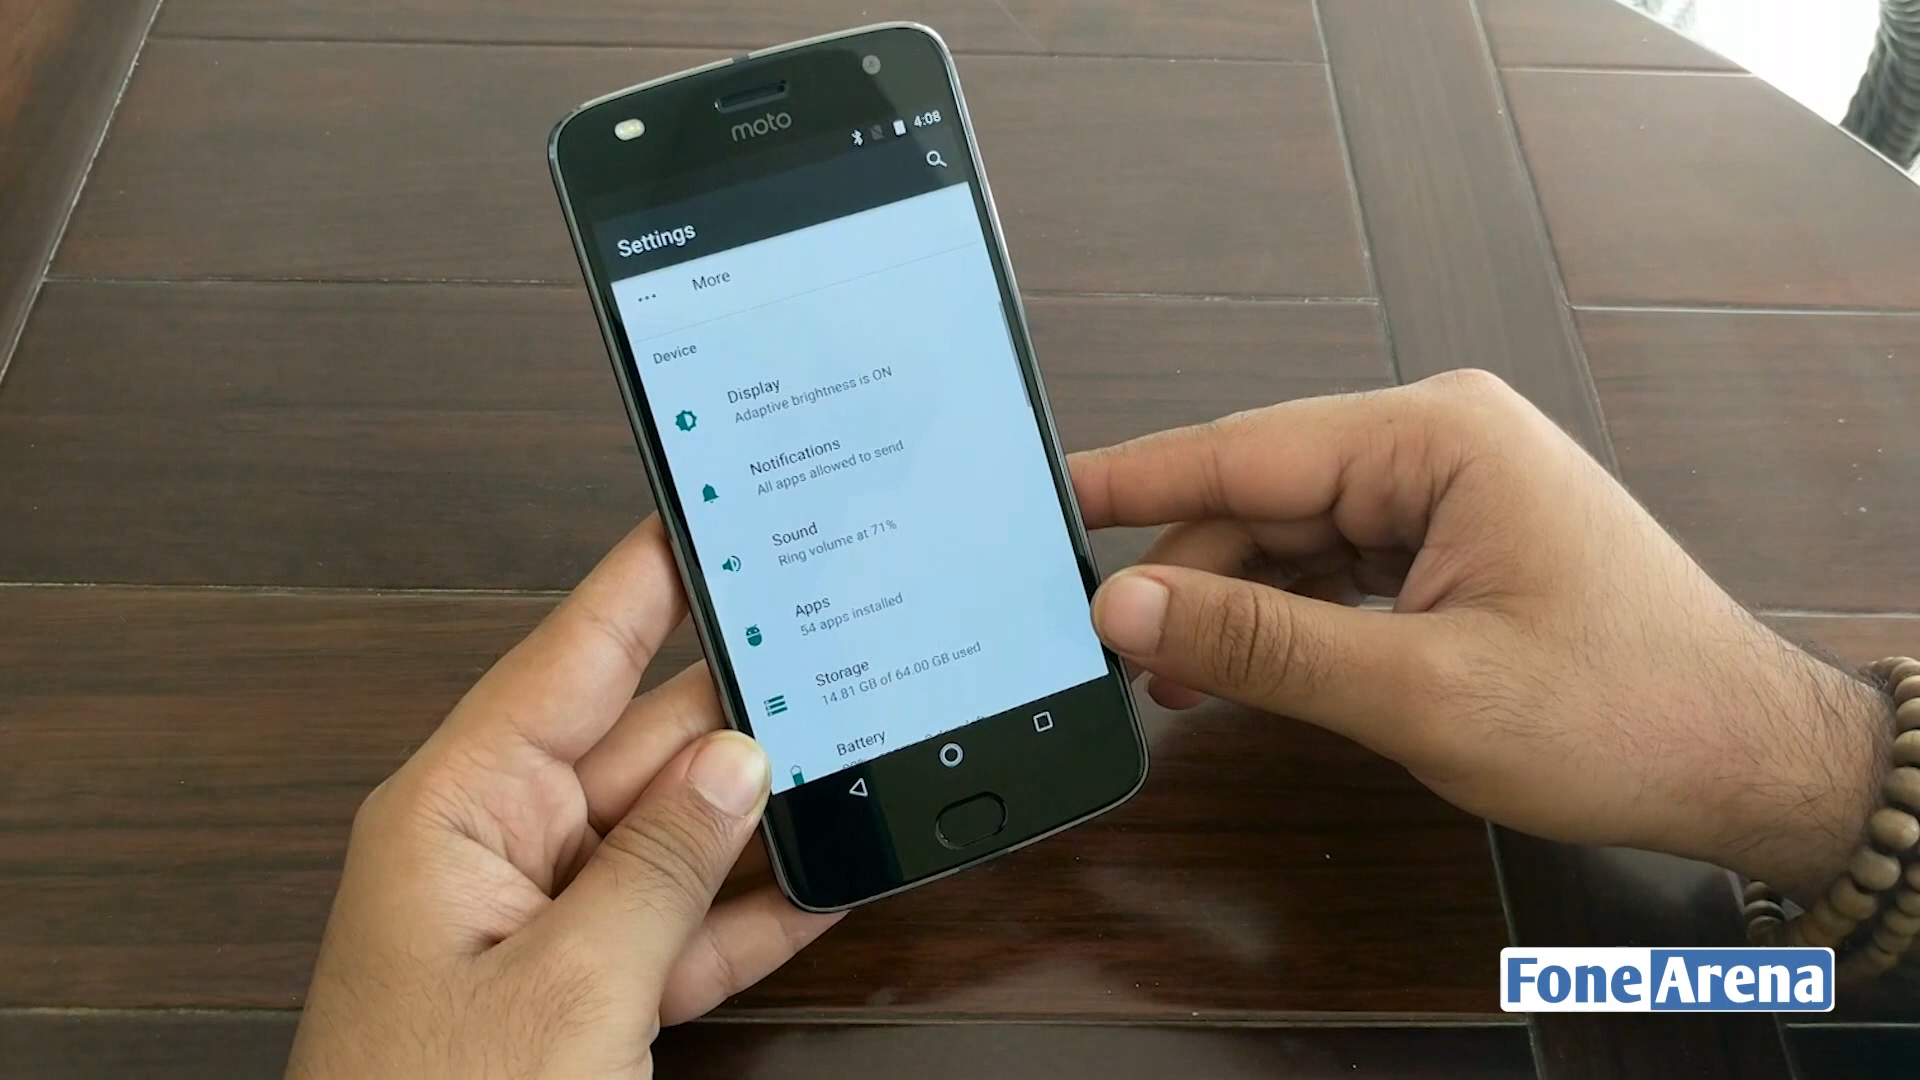 moto
4:08
Settings
More
Device
Display
Adaptive brightness is ON
Notifications
All apps allowed to send
Sound
Ring volume at 71%
Apps
54 apps installed
Storage
14.81 GB of 64.00 GB used
Battery
FoneArena